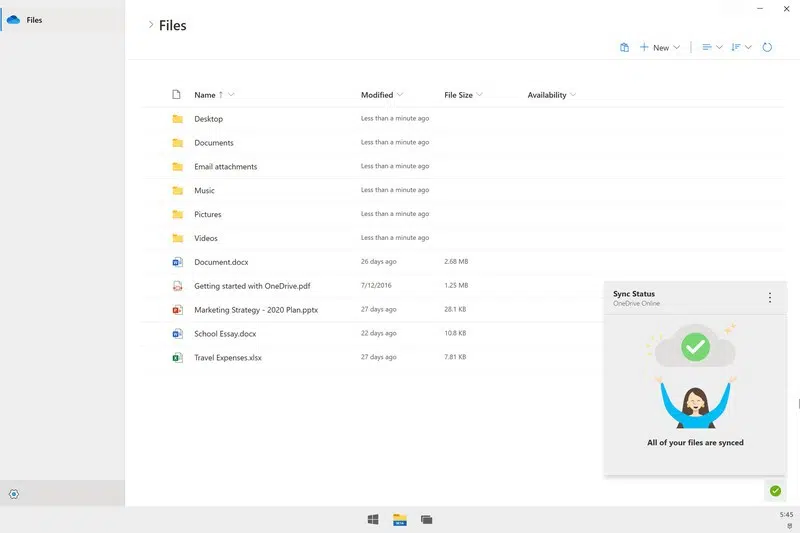 Files
Files
New
Name Modified File Size Availability
Desktop Less than a minute ago
Documents Less than a minute ago
Email attachments Less than a minute ago
Music Less than a minute ago
Pictures Less than a minute ago
Videos Less than a minute ago
Document.docx 26 days ago 2.68 MB
Getting started with OneDrive.pdf 7/12/2016 1.25 MB
Marketing Strategy - 2020 Plan.pptx 27 days ago 28.1 KB
School Essay.docx 22 days ago 10.8 KB
Travel Expenses.xlsx 27 days ago 7.81 KB
Sync Status
OneDrive Online
All of your files are synced
5:45